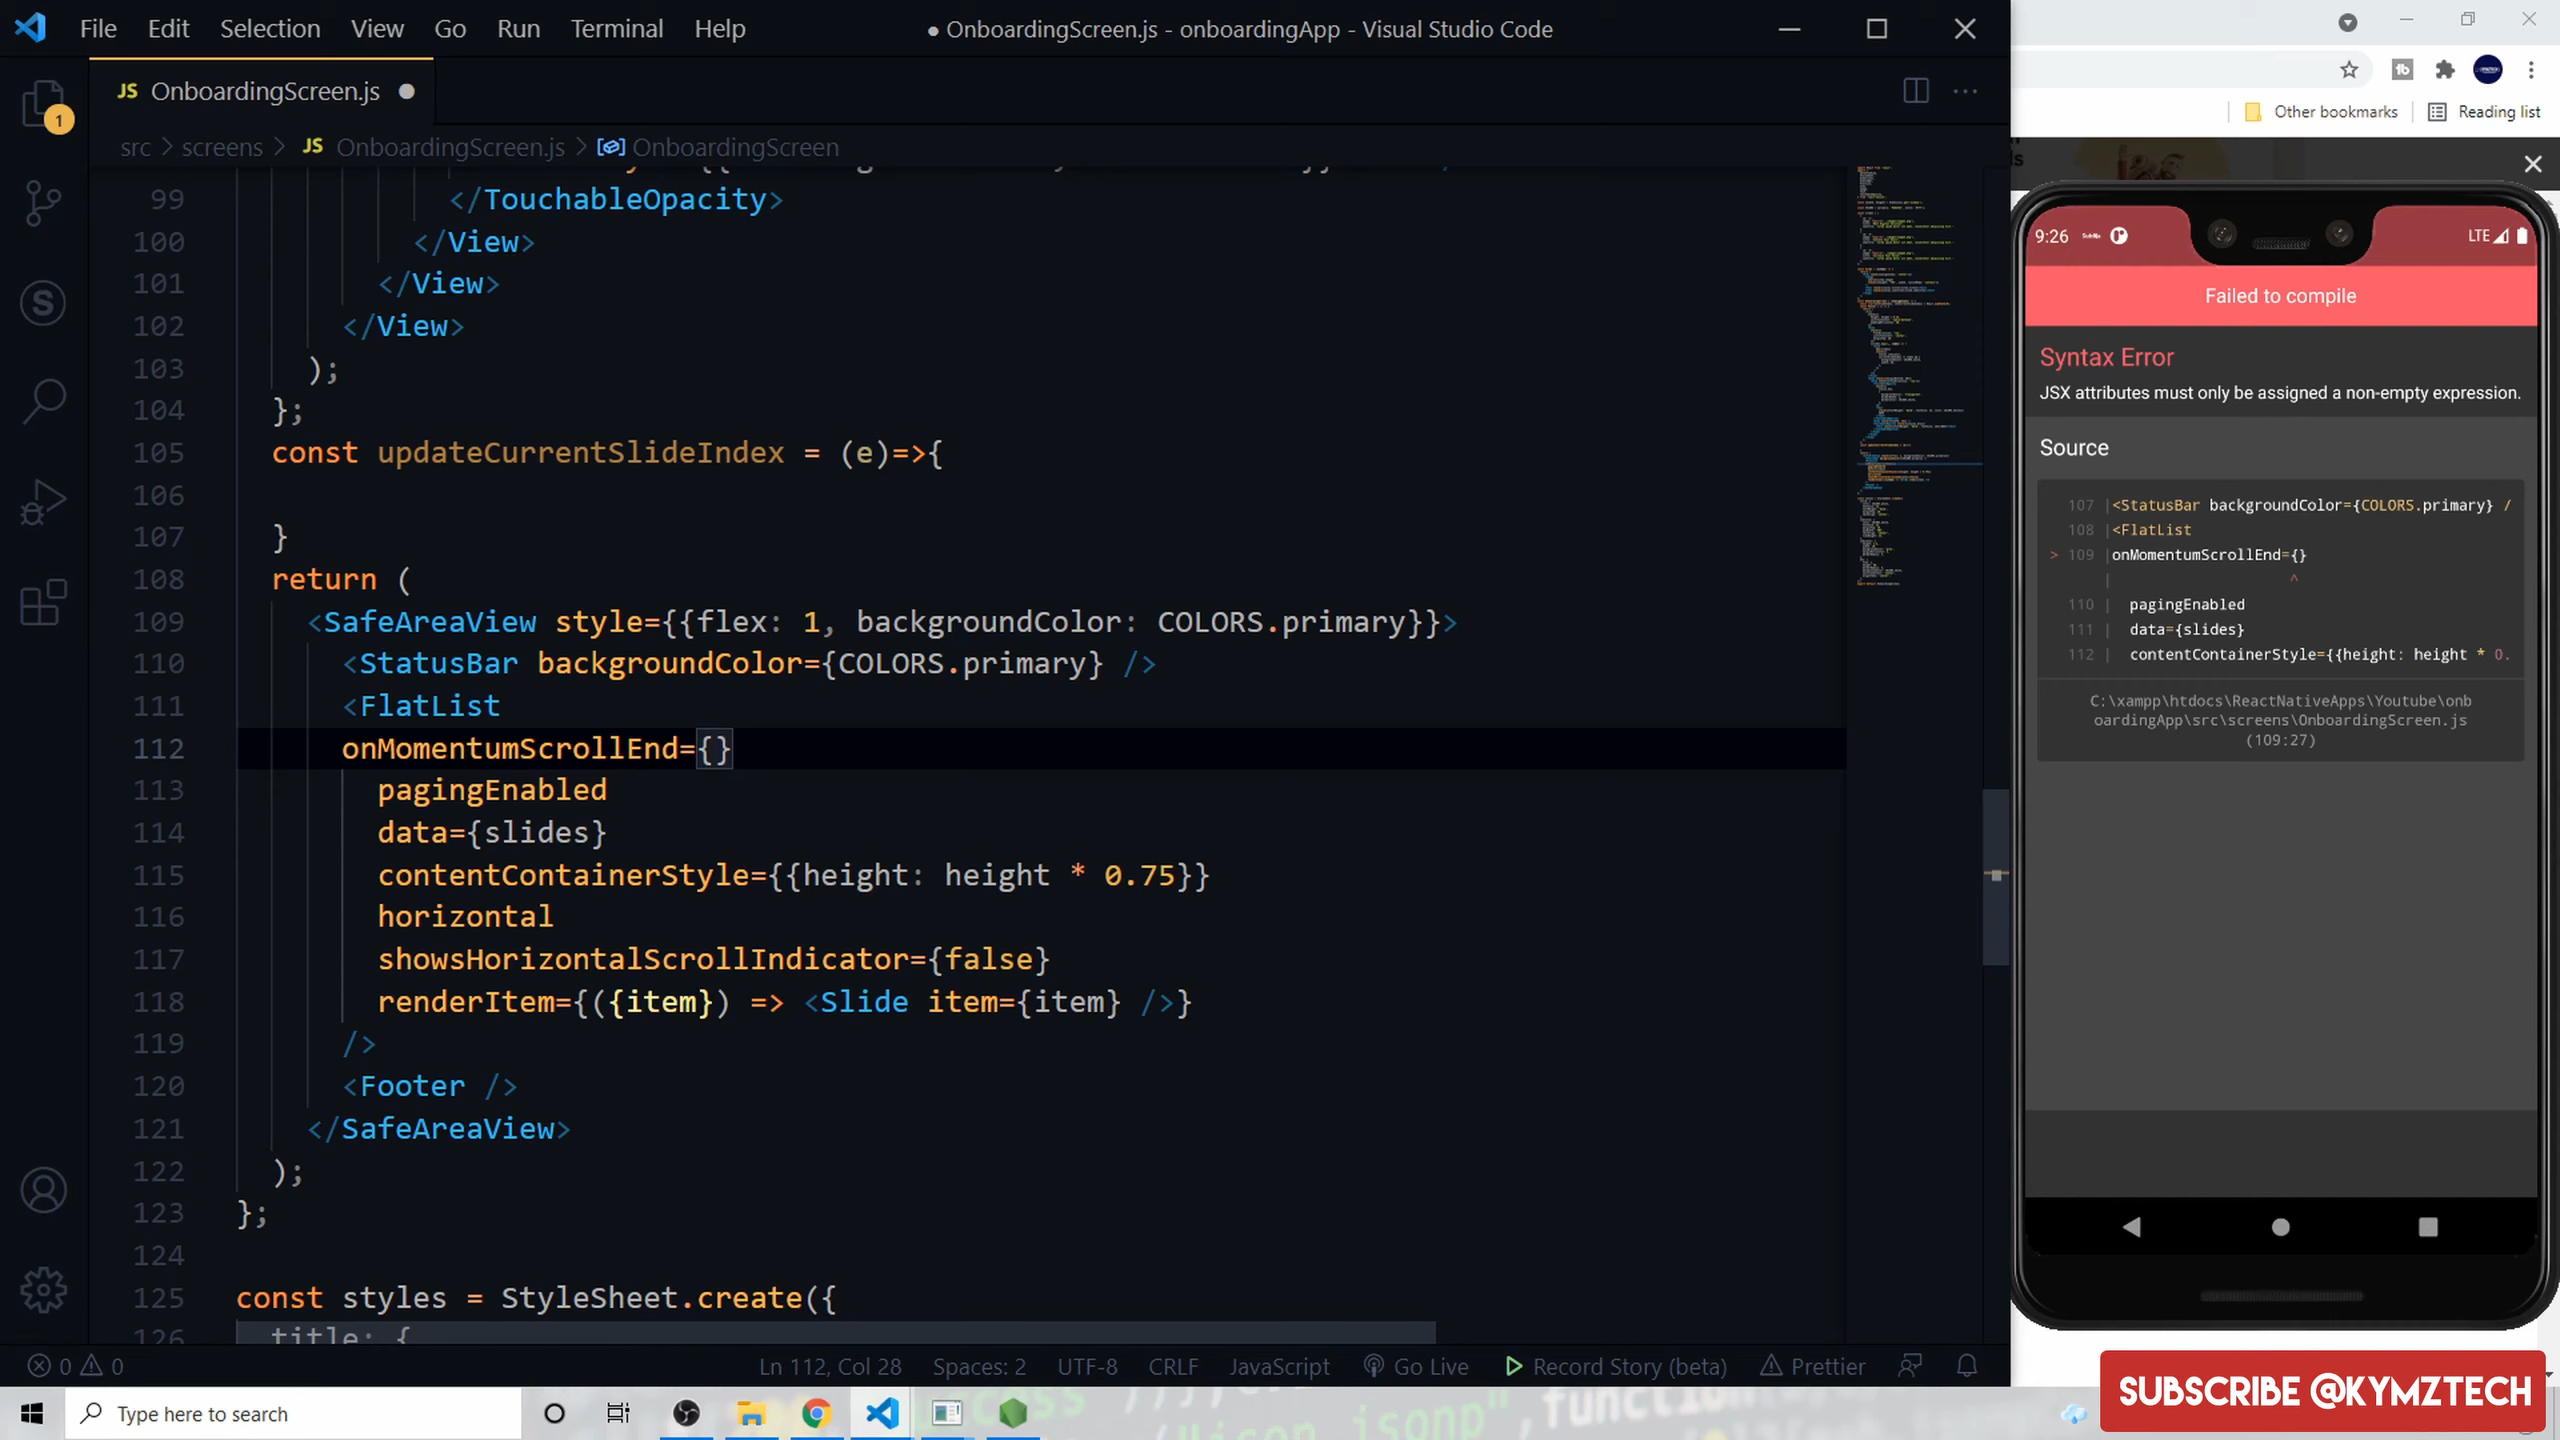 File Edit Selection View Go Run Terminal Help
● OnboardingScreen.js - onboardingApp - Visual Studio Code
JS OnboardingScreen.js ●
src > screens > JS OnboardingScreen.js > OnboardingScreen
99 </TouchableOpacity>
100 </View>
101 </View>
102 </View>
103 );
104 };
105 const updateCurrentSlideIndex = (e)=>{
106
107 }
108 return (
109 <SafeAreaView style={{flex: 1, backgroundColor: COLORS.primary}}>
110 <StatusBar backgroundColor={COLORS.primary} />
111 <FlatList
112 onMomentumScrollEnd={}
113 pagingEnabled
114 data={slides}
115 contentContainerStyle={{height: height * 0.75}}
116 horizontal
117 showsHorizontalScrollIndicator={false}
118 renderItem={({item}) => <Slide item={item} />}
119 />
120 <Footer />
121 </SafeAreaView>
122 );
123 };
124
125 const styles = StyleSheet.create({
126 title: {
1
0 0
Ln 112, Col 28 Spaces: 2 UTF-8 CRLF JavaScript Go Live Record Story (beta) Prettier
Type here to search
Other bookmarks Reading list
9:26 LTE
Failed to compile
Syntax Error
JSX attributes must only be assigned a non-empty expression.
Source
107 |<StatusBar backgroundColor={COLORS.primary} /
108 |<FlatList
> 109 |onMomentumScrollEnd={}
| ^
110 | pagingEnabled
111 | data={slides}
112 | contentContainerStyle={{height: height * 0.
C:\xampp\htdocs\ReactNativeApps\Youtube\onb
oardingApp\src\screens\OnboardingScreen.js
(109:27)
SUBSCRIBE @KYMZTECH